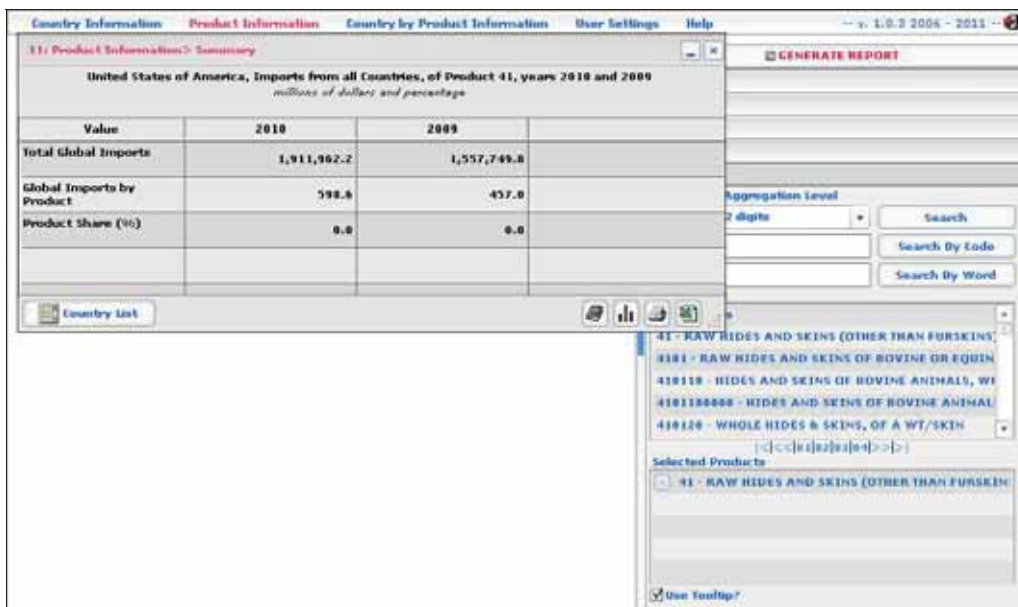 Country Information Product Information Country by Product Information User Settings Help -- v. 1.0.3 2006 - 2011 --
11: Product Information> Summary
GENERATE REPORT
United States of America, Imports from all Countries, of Product 41, years 2010 and 2009
millions of dollars and percentage
Value 2010 2009
Total Global Imports 1,911,962.2 1,557,749.8
Global Imports by Product 598.6 457.0
Product Share (%) 0.0 0.0
Aggregation Level
2 digits Search
Search By Code
Search By Word
Country List
41 - RAW HIDES AND SKINS (OTHER THAN FURSKINS)
4101 - RAW HIDES AND SKINS OF BOVINE OR EQUIN
410110 - HIDES AND SKINS OF BOVINE ANIMALS, WI
4101100000 - HIDES AND SKINS OF BOVINE ANIMAL
410120 - WHOLE HIDES & SKINS, OF A WT/SKIN
|<|<<|01|02|03|04|>>|>|
Selected Products
- 41 - RAW HIDES AND SKINS (OTHER THAN FURSKIN
Use Tooltip?